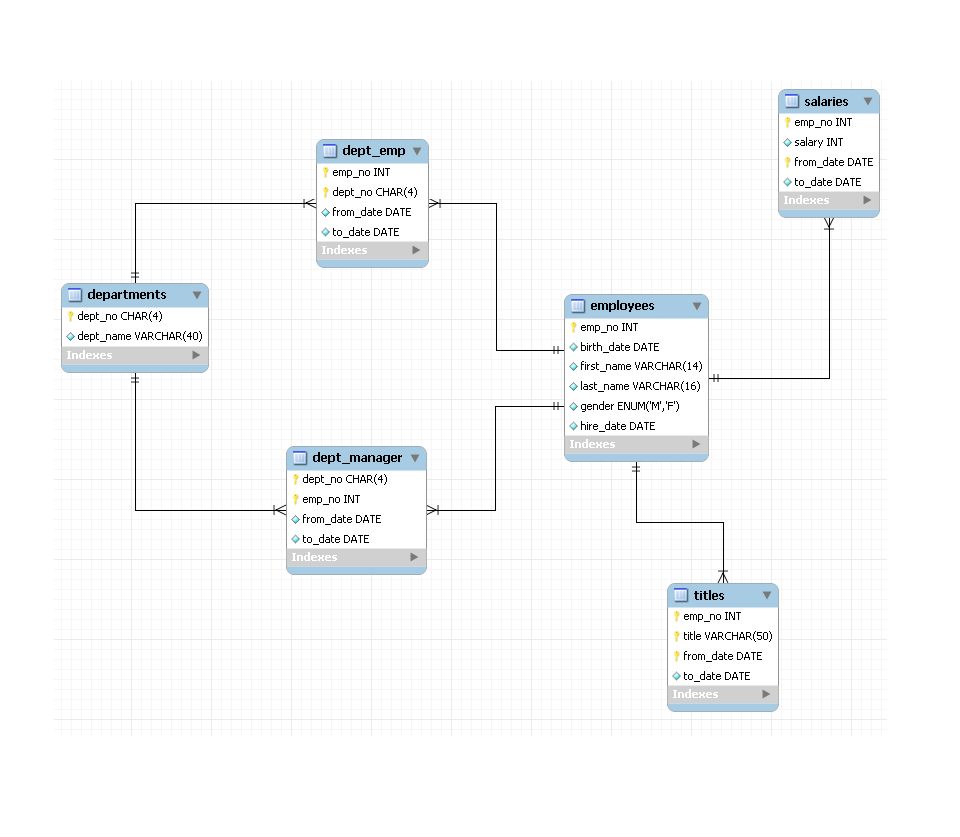 salaries
emp_no INT
salary INT
from_date DATE
to_date DATE
Indexes
dept_emp
emp_no INT
dept_no CHAR(4)
from_date DATE
to_date DATE
Indexes
departments
dept_no CHAR(4)
dept_name VARCHAR(40)
Indexes
employees
emp_no INT
birth_date DATE
first_name VARCHAR(14)
last_name VARCHAR(16)
gender ENUM('M','F')
hire_date DATE
Indexes
dept_manager
dept_no CHAR(4)
emp_no INT
from_date DATE
to_date DATE
Indexes
titles
emp_no INT
title VARCHAR(50)
from_date DATE
to_date DATE
Indexes